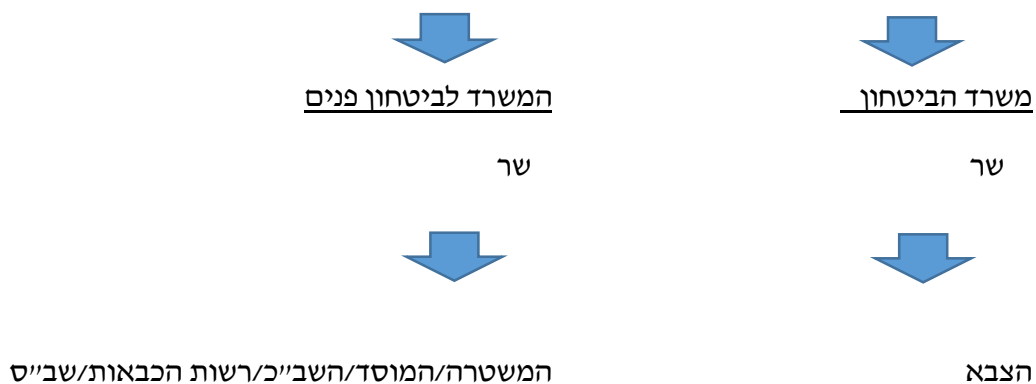 משרד הביטחון המשרד לביטחון פנים
שר שר
הצבא המשטרה/המוסד/השב״כ/רשות הכבאות/שב״ס